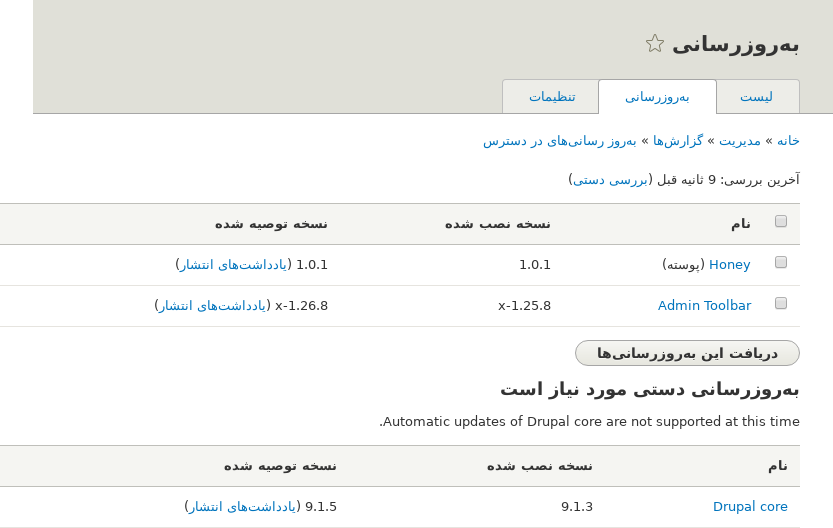 به‌روزرسانی
لیست به‌روزرسانی تنظیمات
خانه » مدیریت » گزارش‌ها » به‌روز رسانی‌های در دسترس
آخرین بررسی: 9 ثانیه قبل (بررسی دستی)
نام نسخه نصب شده نسخه توصیه شده
Honey (پوسته) 1.0.1 1.0.1 (یادداشت‌های انتشار)
Admin Toolbar x-1.25.8 x-1.26.8 (یادداشت‌های انتشار)
دریافت این به‌روزرسانی‌ها
به‌روزرسانی دستی مورد نیاز است
.Automatic updates of Drupal core are not supported at this time
نام نسخه نصب شده نسخه توصیه شده
Drupal core 9.1.3 9.1.5 (یادداشت‌های انتشار)